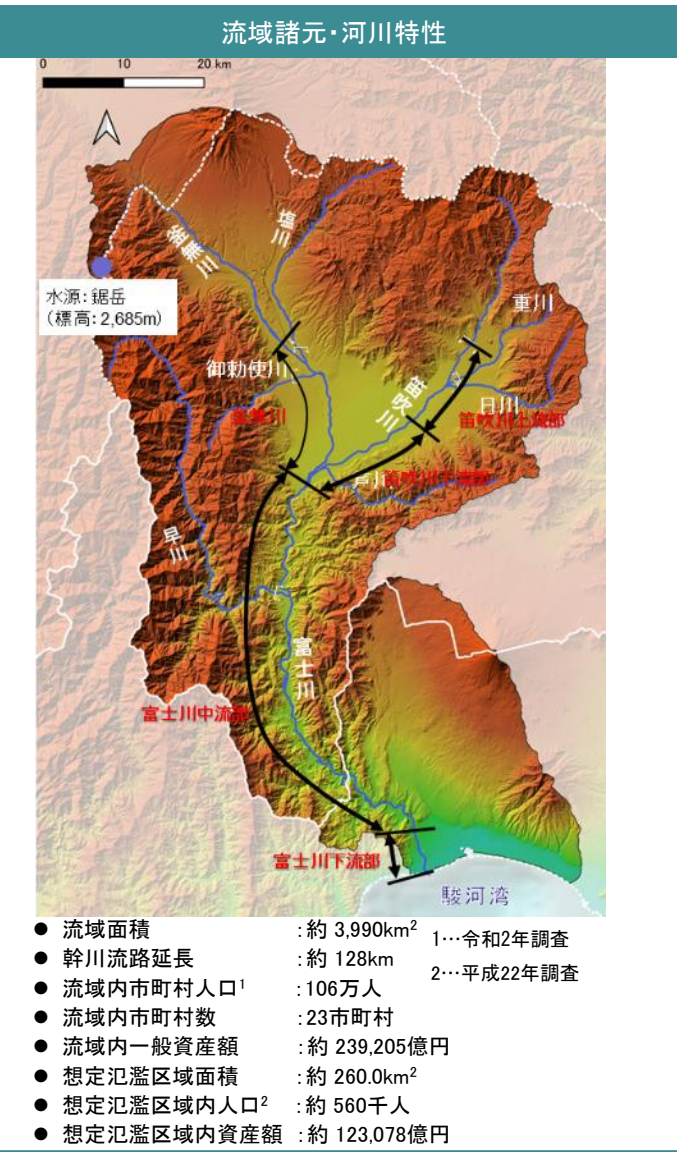 流域諸元・河川特性
0 10 20 km
釜無川
塩川
水源：鋸岳
（標高：2,685m）
重川
御勅使川
笛吹川
日川
釜無川
笛吹川上流部
芦川
笛吹川下流部
早川
富士川
富士川中流部
富士川下流部
駿河湾
● 流域面積 ：約 3,990km²
1…令和2年調査
● 幹川流路延長 ：約 128km
2…平成22年調査
● 流域内市町村人口¹ ：106万人
● 流域内市町村数 ：23市町村
● 流域内一般資産額 ：約 239,205億円
● 想定氾濫区域面積 ：約 260.0km²
● 想定氾濫区域内人口² ：約 560千人
● 想定氾濫区域内資産額 ：約 123,078億円